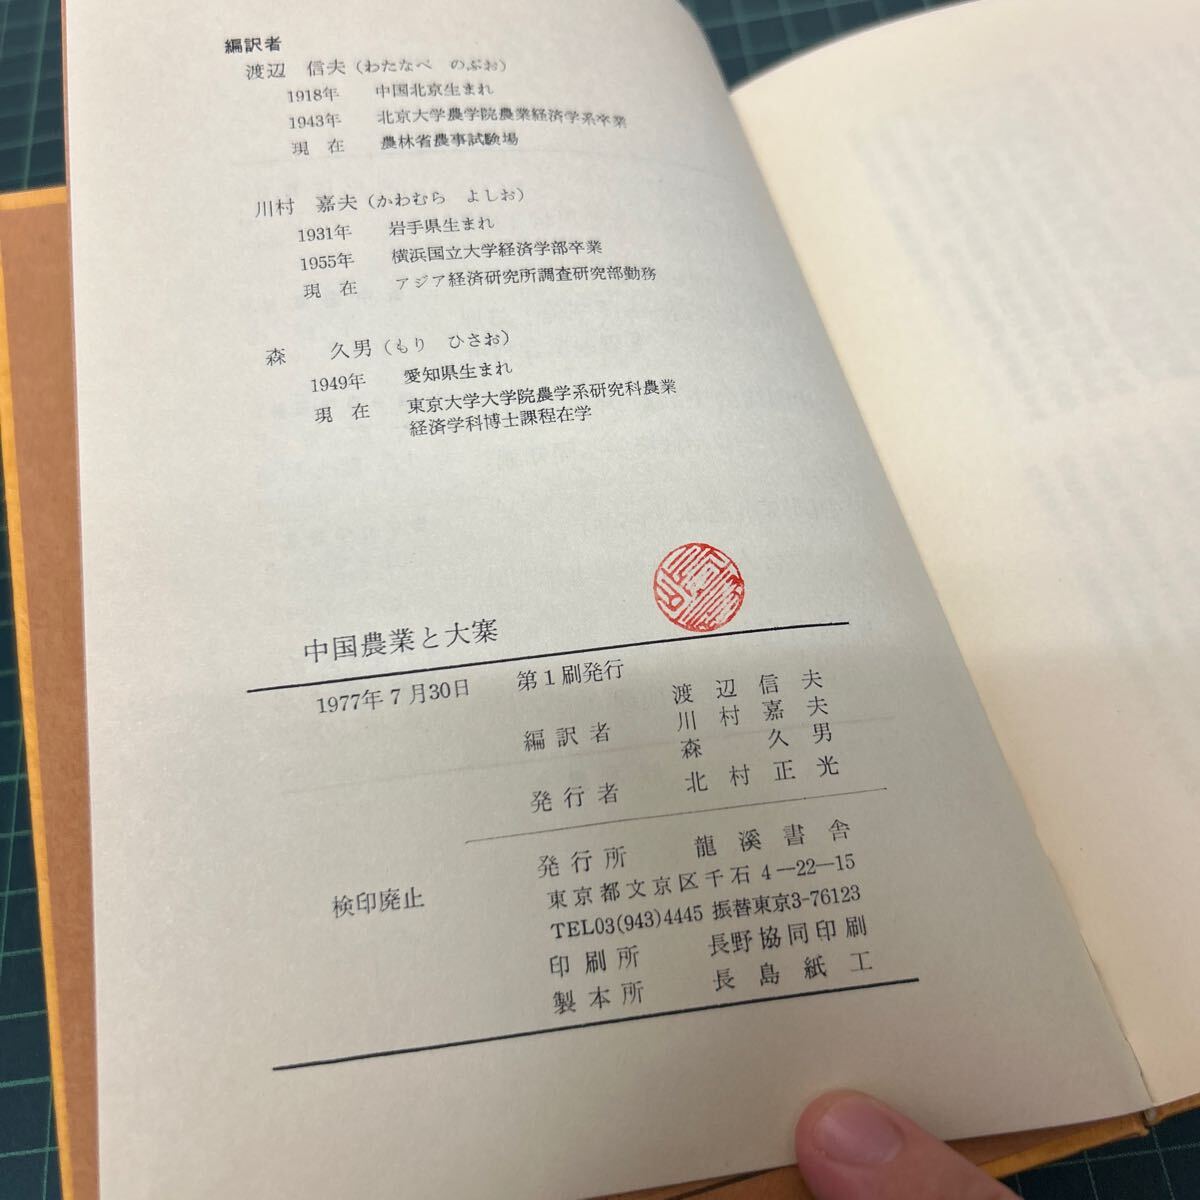 編訳者
渡辺 信夫（わたなべ のぶお）
1918年 中国北京生まれ
1943年 北京大学農学院農業経済学系卒業
現在 農林省農事試験場
川村 嘉夫（かわむら よしお）
1931年 岩手県生まれ
1955年 横浜国立大学経済学部卒業
現在 アジア経済研究所調査研究部勤務
森 久男（もり ひさお）
1949年 愛知県生まれ
現在 東京大学大学院農学系研究科農業
経済学科博士課程在学
中国農業と大寨
1977年7月30日 第1刷発行
編訳者 渡辺信夫
川村嘉夫
森久男
発行者 北村正光
検印廃止
発行所 龍溪書舎
東京都文京区千石4―22―15
TEL03(943)4445 振替東京3-76123
印刷所 長野協同印刷
製本所 長島紙工